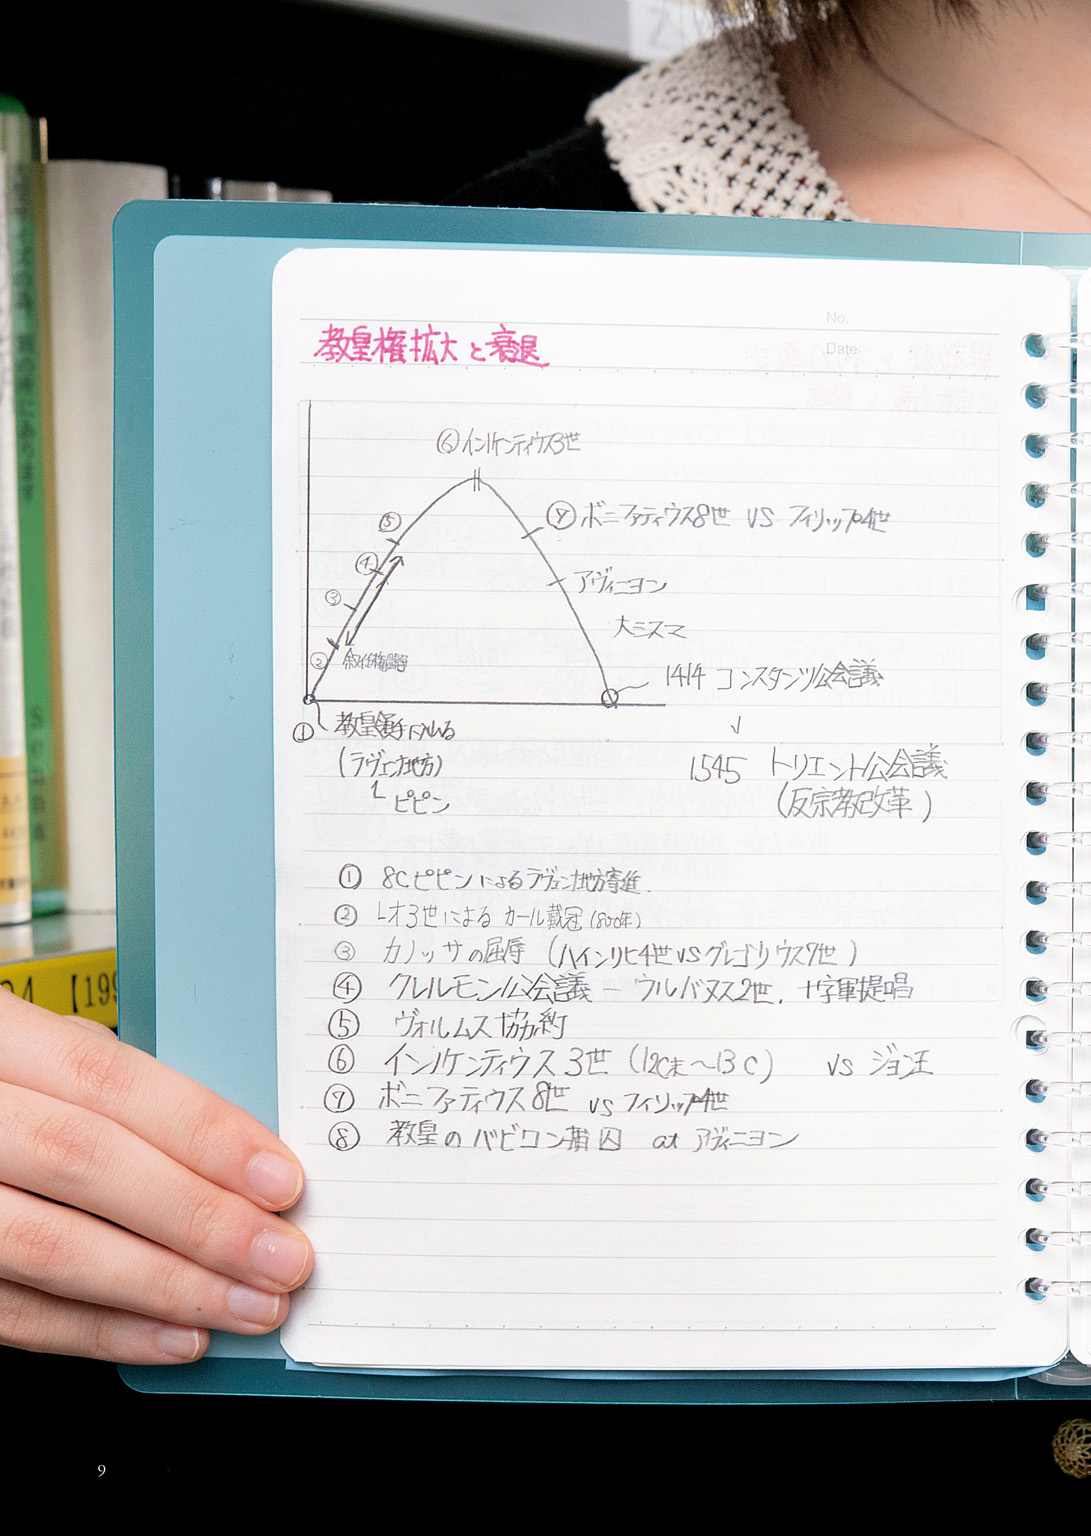 No.
Date
教皇権拡大と衰退
⑥インノケンティウス3世
⑤
⑦ボニファティウス8世 VS フィリップ4世
④
アヴィニヨン
③
大シスマ
② 叙任権闘争
1414 コンスタンツ公会議
① 教皇領手に入れる
(ラヴェンナ地方)
ピピン
1545 トリエント公会議
(反宗教改革)
① 8C ピピンによるラヴェンナ地方寄進.
② レオ3世による カール戴冠(800年)
③ カノッサの屈辱 (ハインリヒ4世 VS グレゴリウス7世)
④ クレルモン公会議 ― ウルバヌス2世. 十字軍提唱
⑤ ヴォルムス協約
⑥ インノケンティウス3世 (12C末〜13C) vs ジョン王
⑦ ボニファティウス8世 vs フィリップ4世
⑧ 教皇のバビロン捕囚 at アヴィニヨン
【199
9